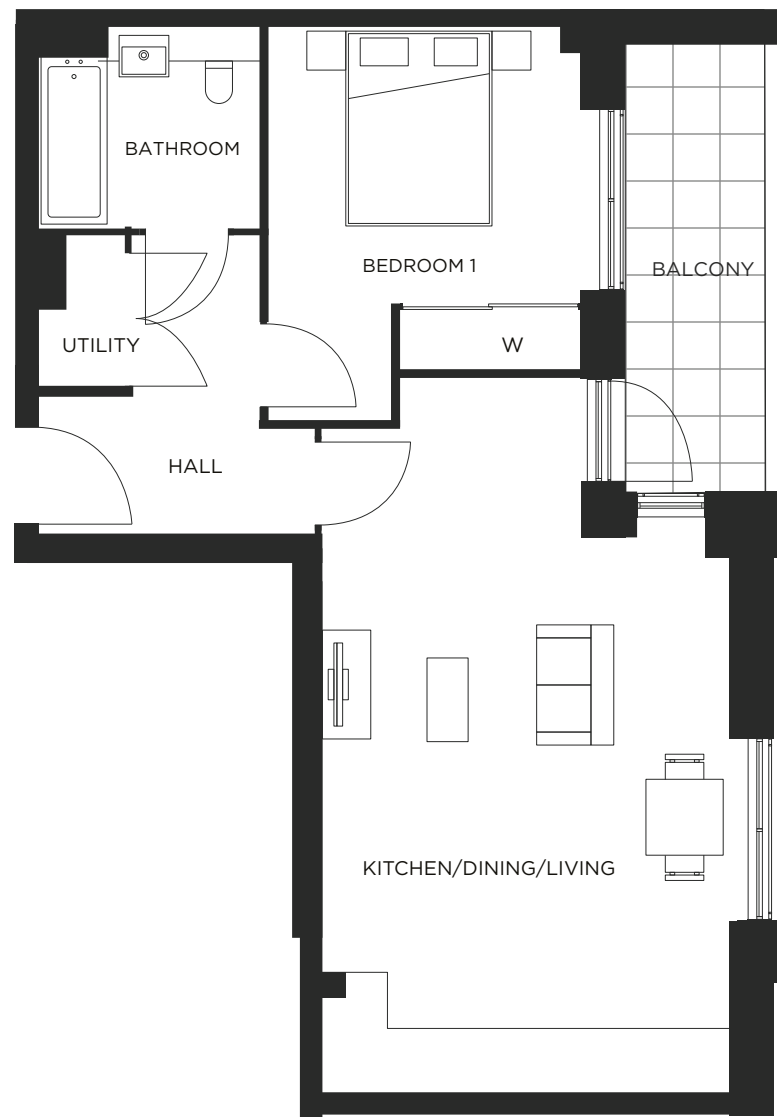 BATHROOM
BEDROOM 1
BALCONY
UTILITY
W
HALL
KITCHEN/DINING/LIVING